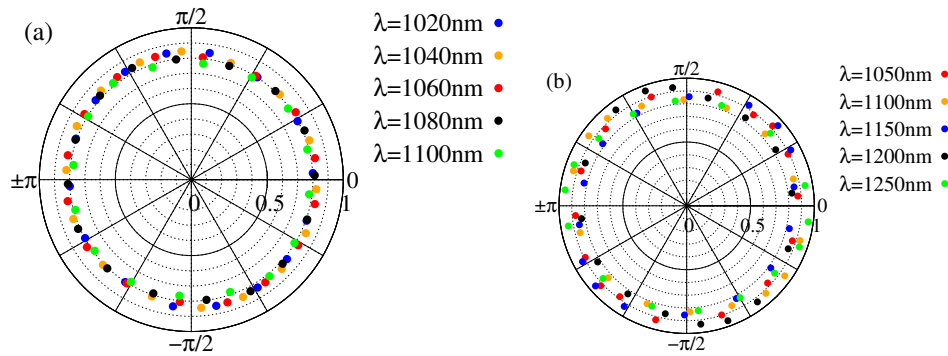 (a)
π/2
±π
0
0
0.5
1
−π/2
λ=1020nm
λ=1040nm
λ=1060nm
λ=1080nm
λ=1100nm
(b)
π/2
±π
0
0
0.5
1
−π/2
λ=1050nm
λ=1100nm
λ=1150nm
λ=1200nm
λ=1250nm